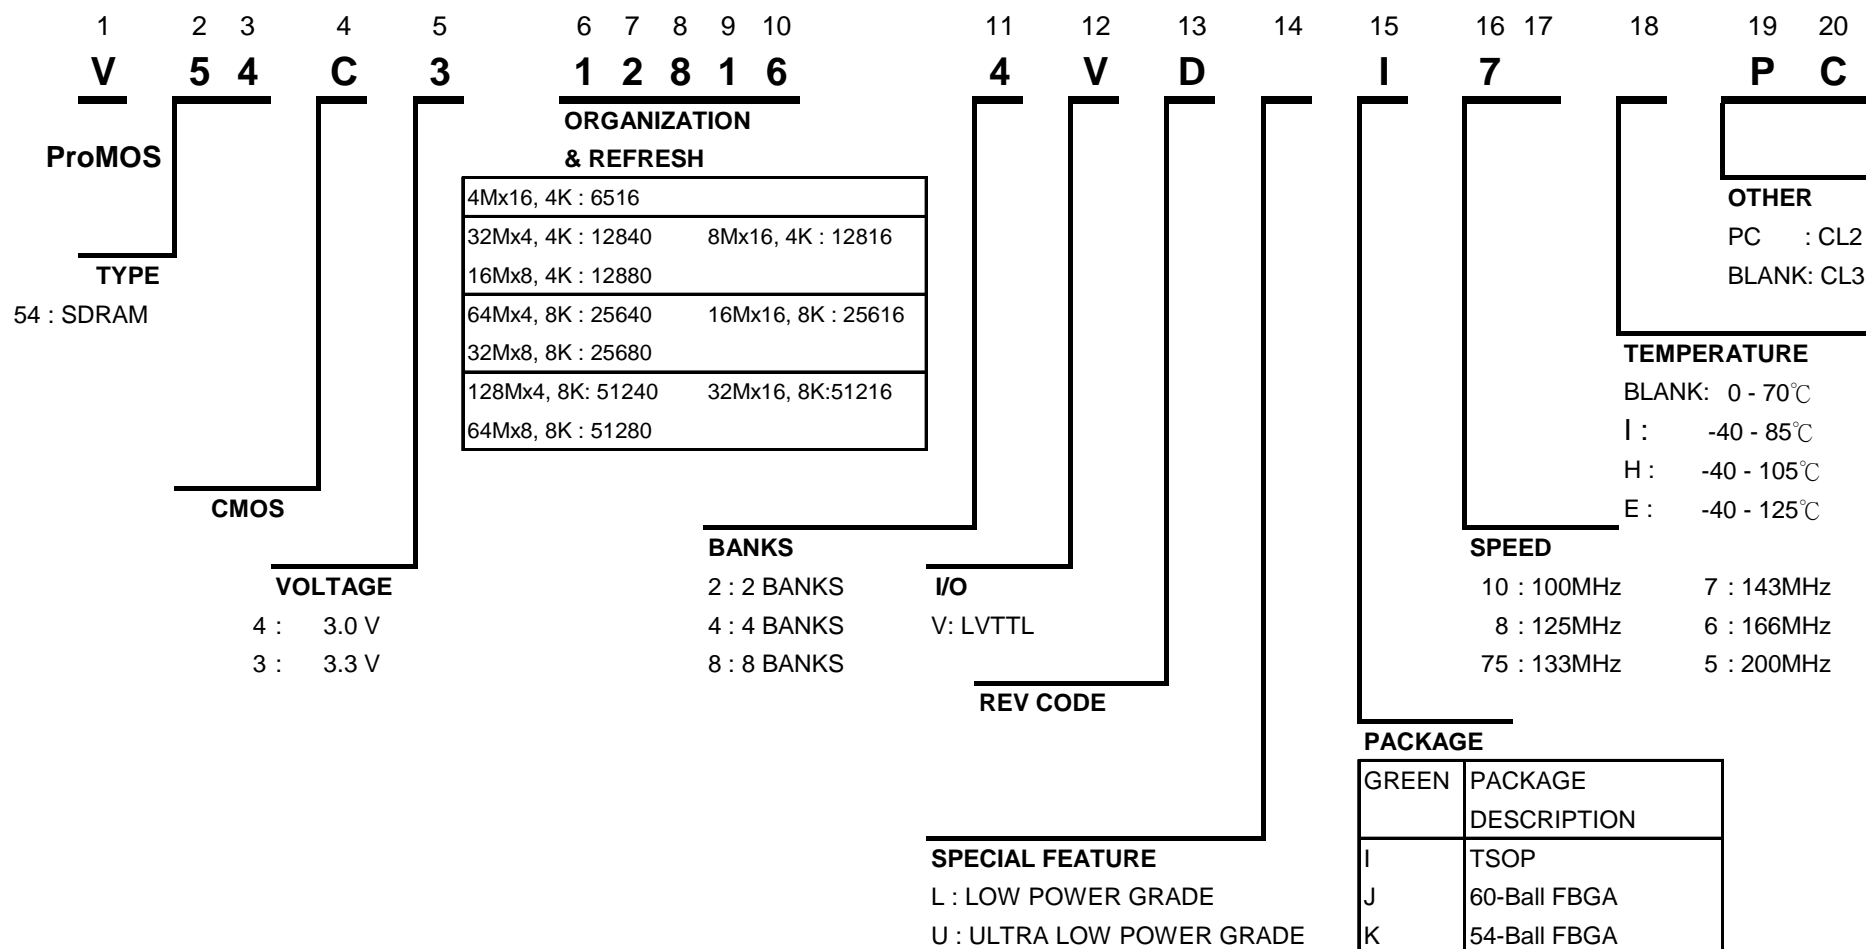 1 2 3 4 5 6 7 8 9 10 11 12 13 14 15 16 17 18 19 20
V 5 4 C 3 1 2 8 1 6 4 V D I 7 P C
ORGANIZATION
& REFRESH
ProMOS
4Mx16, 4K : 6516
32Mx4, 4K : 12840 8Mx16, 4K : 12816
16Mx8, 4K : 12880
64Mx4, 8K : 25640 16Mx16, 8K : 25616
32Mx8, 8K : 25680
128Mx4, 8K: 51240 32Mx16, 8K:51216
64Mx8, 8K : 51280
OTHER
PC : CL2
BLANK: CL3
TYPE
54 : SDRAM
TEMPERATURE
BLANK: 0 - 70℃
I : -40 - 85℃
H : -40 - 105℃
E : -40 - 125℃
CMOS
BANKS
2 : 2 BANKS
4 : 4 BANKS
8 : 8 BANKS
SPEED
10 : 100MHz 7 : 143MHz
8 : 125MHz 6 : 166MHz
75 : 133MHz 5 : 200MHz
VOLTAGE
4 : 3.0 V
3 : 3.3 V
I/O
V: LVTTL
REV CODE
PACKAGE
GREEN PACKAGE
DESCRIPTION
I TSOP
J 60-Ball FBGA
K 54-Ball FBGA
SPECIAL FEATURE
L : LOW POWER GRADE
U : ULTRA LOW POWER GRADE